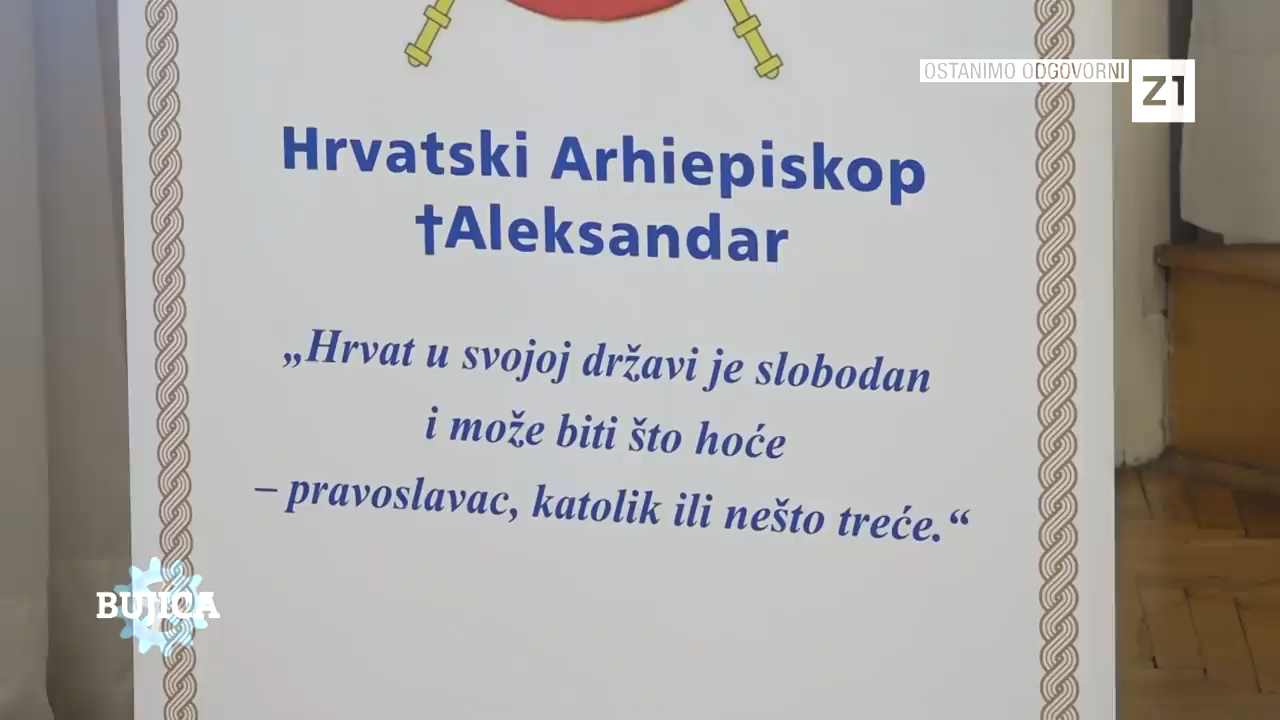 OSTANIMO ODGOVORNI
Z1
Hrvatski Arhiepiskop
†Aleksandar
„Hrvat u svojoj državi je slobodan
i može biti što hoće
– pravoslavac, katolik ili nešto treće.“
BUJICA